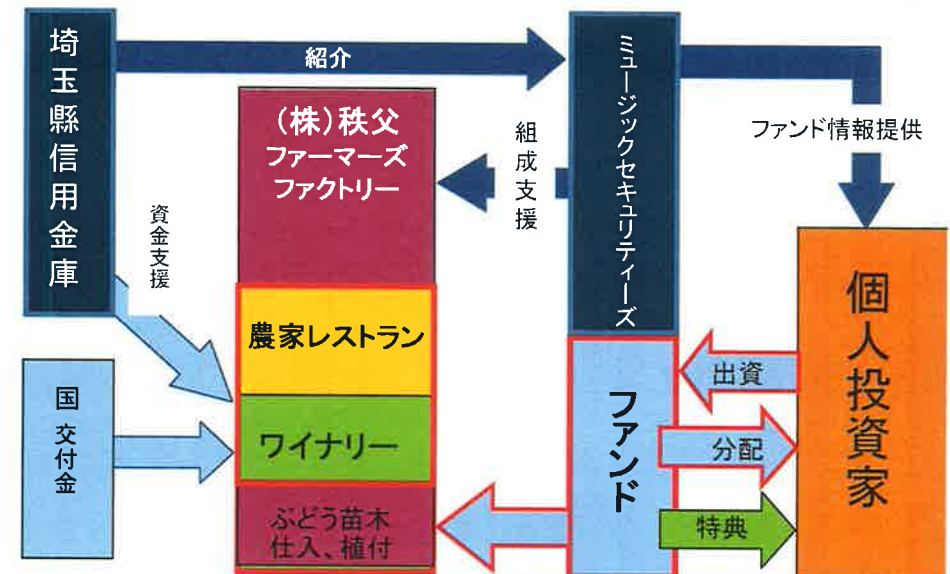 埼玉縣信用金庫
紹介
ミュージックセキュリティーズ
ファンド情報提供
(株)秩父
ファーマーズ
ファクトリー
組成支援
資金支援
農家レストラン
ワイナリー
ぶどう苗木
仕入、植付
国
交付金
ファンド
出資
分配
特典
個人投資家